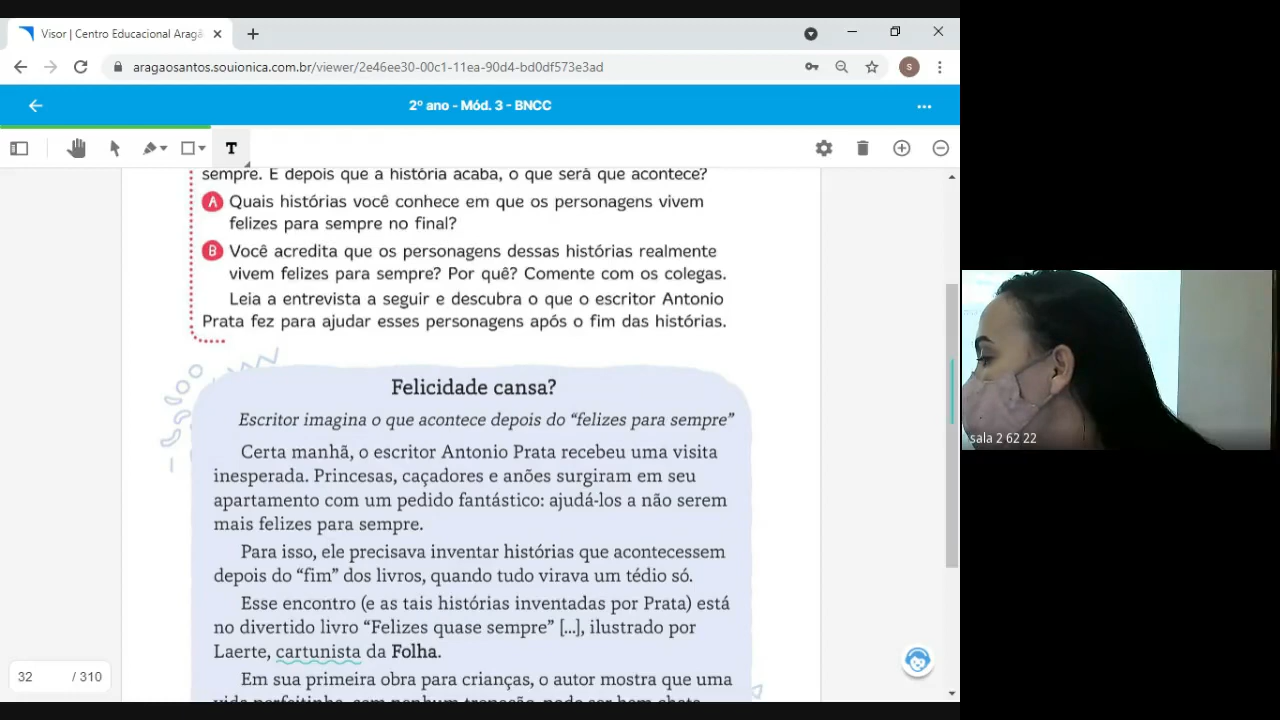 Visor | Centro Educacional Aragã
aragaosantos.souionica.com.br/viewer/2e46ee30-00c1-11ea-90d4-bd0df573e3ad
S
2º ano - Mód. 3 - BNCC
T
sempre. E depois que a história acaba, o que será que acontece?
A Quais histórias você conhece em que os personagens vivem
felizes para sempre no final?
B Você acredita que os personagens dessas histórias realmente
vivem felizes para sempre? Por quê? Comente com os colegas.
Leia a entrevista a seguir e descubra o que o escritor Antonio
Prata fez para ajudar esses personagens após o fim das histórias.
Felicidade cansa?
Escritor imagina o que acontece depois do “felizes para sempre”
Certa manhã, o escritor Antonio Prata recebeu uma visita
inesperada. Princesas, caçadores e anões surgiram em seu
apartamento com um pedido fantástico: ajudá-los a não serem
mais felizes para sempre.
Para isso, ele precisava inventar histórias que acontecessem
depois do “fim” dos livros, quando tudo virava um tédio só.
Esse encontro (e as tais histórias inventadas por Prata) está
no divertido livro “Felizes quase sempre” [...], ilustrado por
Laerte, cartunista da Folha.
Em sua primeira obra para crianças, o autor mostra que uma
vida perfeitinha, sem nenhum tropeção, pode ser bem chata.
32 / 310
sala 2 62 22